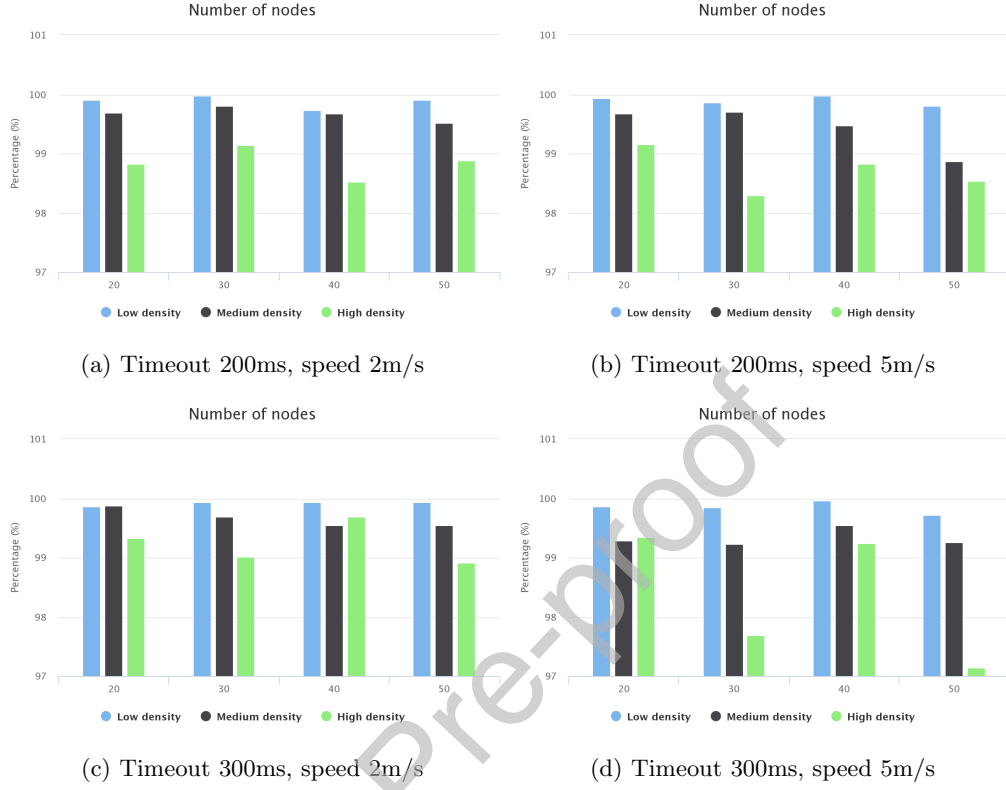 Number of nodes
101
100
99
98
97
Percentage (%)
20 30 40 50
Low density Medium density High density
(a) Timeout 200ms, speed 2m/s
Number of nodes
101
100
99
98
97
Percentage (%)
20 30 40 50
Low density Medium density High density
(b) Timeout 200ms, speed 5m/s
Number of nodes
101
100
99
98
97
Percentage (%)
20 30 40 50
Low density Medium density High density
(c) Timeout 300ms, speed 2m/s
Number of nodes
101
100
99
98
97
Percentage (%)
20 30 40 50
Low density Medium density High density
(d) Timeout 300ms, speed 5m/s
Pre-proof